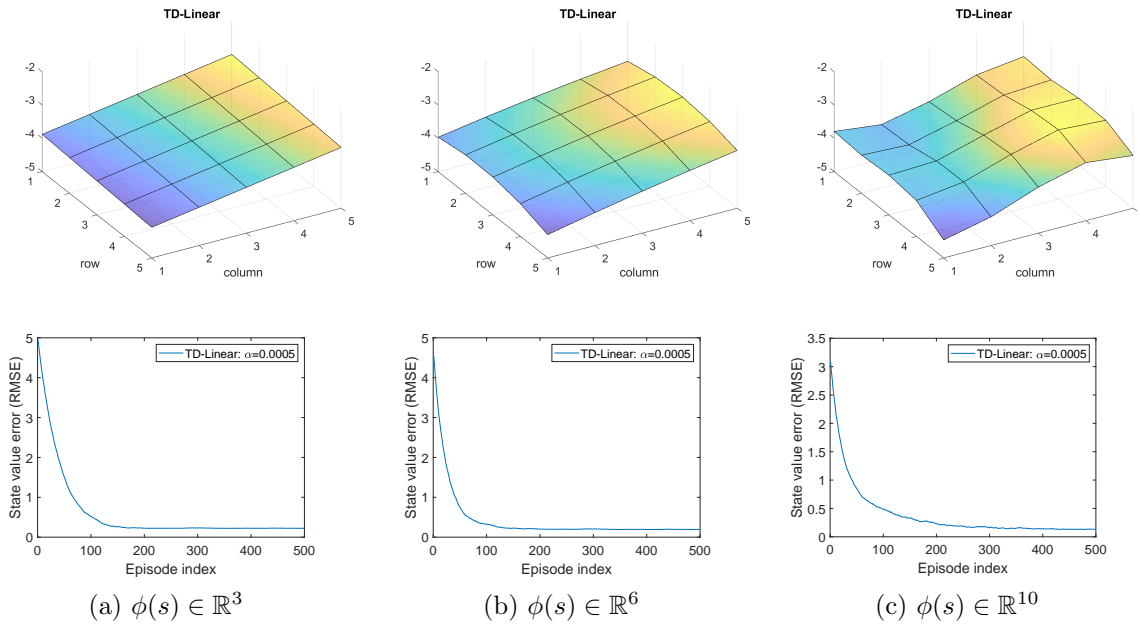 TD-Linear
-2
-3
-4
-5
1
2
3
4
5
row
1
2
3
4
5
column
TD-Linear
-2
-3
-4
-5
1
2
3
4
5
row
1
2
3
4
5
column
TD-Linear
-2
-3
-4
-5
1
2
3
4
5
row
1
2
3
4
column
5
4
3
2
1
0
State value error (RMSE)
TD-Linear: α=0.0005
0 100 200 300 400 500
Episode index
5
4
3
2
1
0
State value error (RMSE)
TD-Linear: α=0.0005
0 100 200 300 400 500
Episode index
3.5
3
2.5
2
1.5
1
0.5
0
State value error (RMSE)
TD-Linear: α=0.0005
0 100 200 300 400 500
Episode index
(a) ϕ(s) ∈ ℝ³
(b) ϕ(s) ∈ ℝ⁶
(c) ϕ(s) ∈ ℝ¹⁰